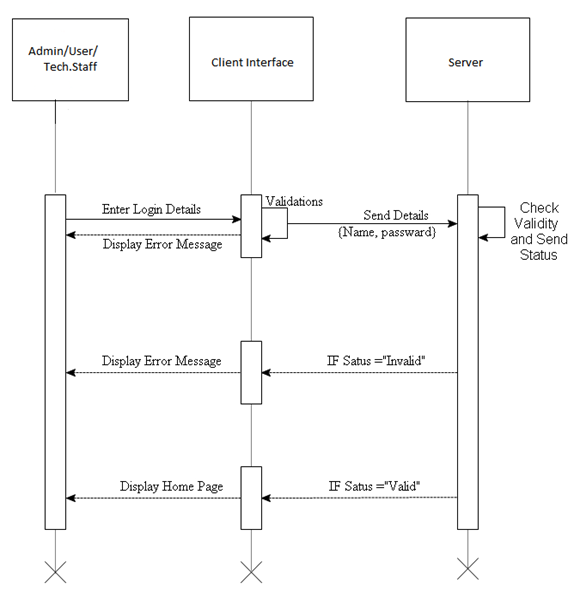 Admin/User/
Tech.Staff
Client Interface
Server
Enter Login Details
Validations
Send Details
{Name, passward}
Check
Validity
and Send
Status
Display Error Message
Display Error Message
IF Satus ="Invalid"
Display Home Page
IF Satus ="Valid"